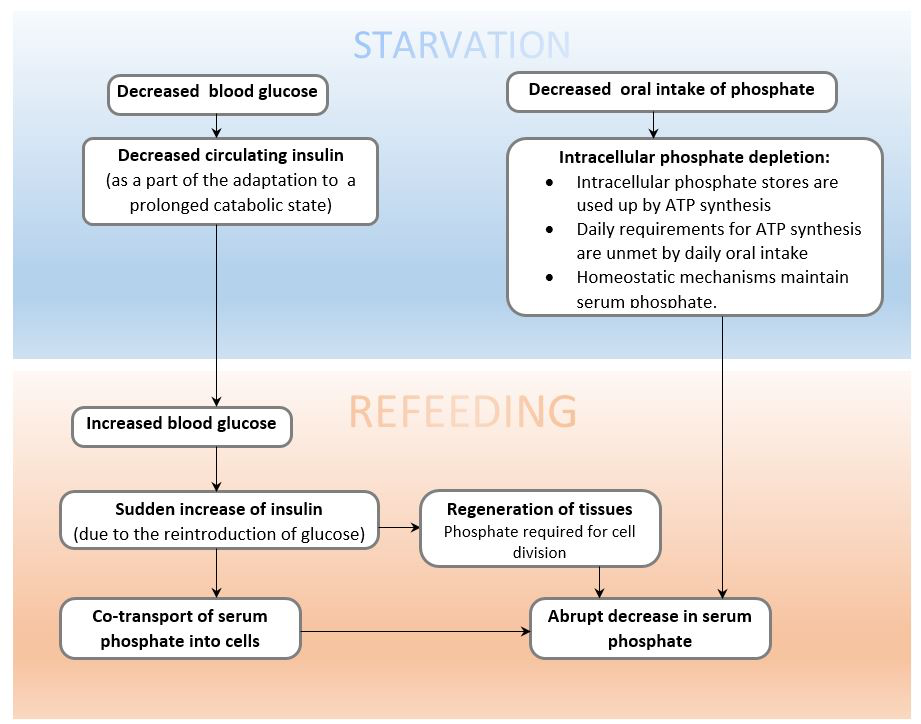 STARVATION
Decreased blood glucose
Decreased oral intake of phosphate
Decreased circulating insulin
(as a part of the adaptation to a
prolonged catabolic state)
Intracellular phosphate depletion:
• Intracellular phosphate stores are
used up by ATP synthesis
• Daily requirements for ATP synthesis
are unmet by daily oral intake
• Homeostatic mechanisms maintain
serum phosphate.
REFEEDING
Increased blood glucose
Sudden increase of insulin
(due to the reintroduction of glucose)
Regeneration of tissues
Phosphate required for cell
division
Co-transport of serum
phosphate into cells
Abrupt decrease in serum
phosphate